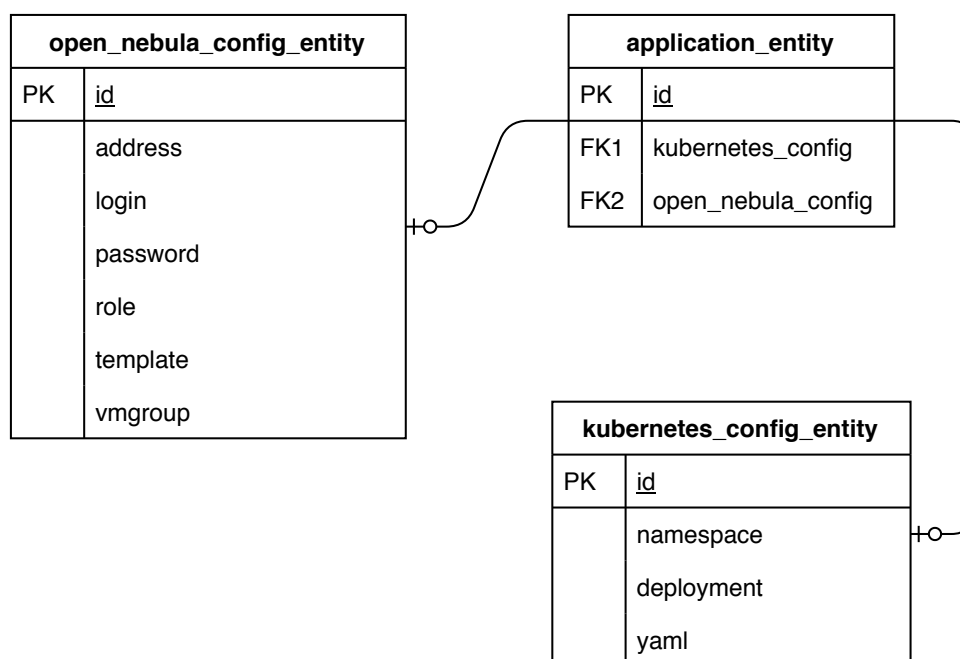 open_nebula_config_entity
PK id
address
login
password
role
template
vmgroup
application_entity
PK id
FK1 kubernetes_config
FK2 open_nebula_config
kubernetes_config_entity
PK id
namespace
deployment
yaml